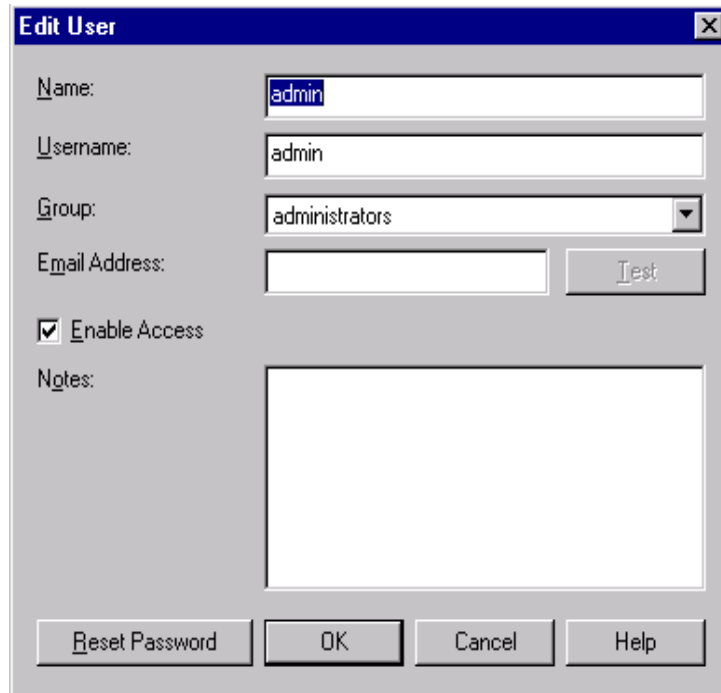 Edit User
Name:
admin
Username:
admin
Group:
administrators
Email Address:
Test
Enable Access
Notes:
Reset Password
OK
Cancel
Help